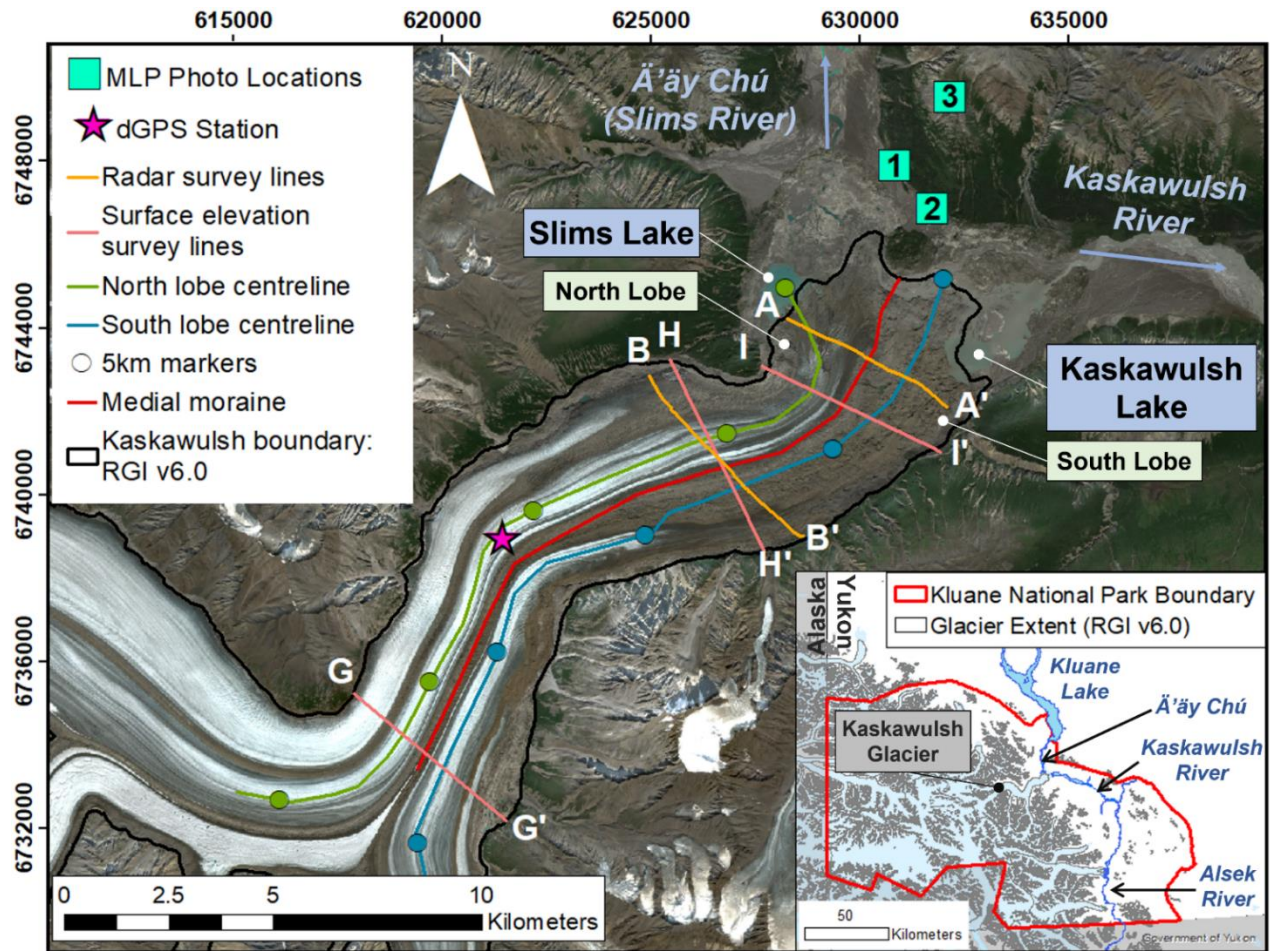 615000
620000
625000
630000
635000
6748000
6744000
6740000
6736000
6732000
MLP Photo Locations
dGPS Station
Radar survey lines
Surface elevation
survey lines
North lobe centreline
South lobe centreline
5km markers
Medial moraine
Kaskawulsh boundary:
RGI v6.0
N
Ä'äy Chú
(Slims River)
3
1
2
Kaskawulsh
River
Slims Lake
North Lobe
A
B
H
I
Kaskawulsh
Lake
A'
I'
South Lobe
B'
H'
G
G'
0
2.5
5
10
Kilometers
Alaska
Yukon
Kluane National Park Boundary
Glacier Extent (RGI v6.0)
Kluane
Lake
Ä'äy Chú
Kaskawulsh
River
Kaskawulsh
Glacier
Alsek
River
50
Kilometers
Government of Yukon